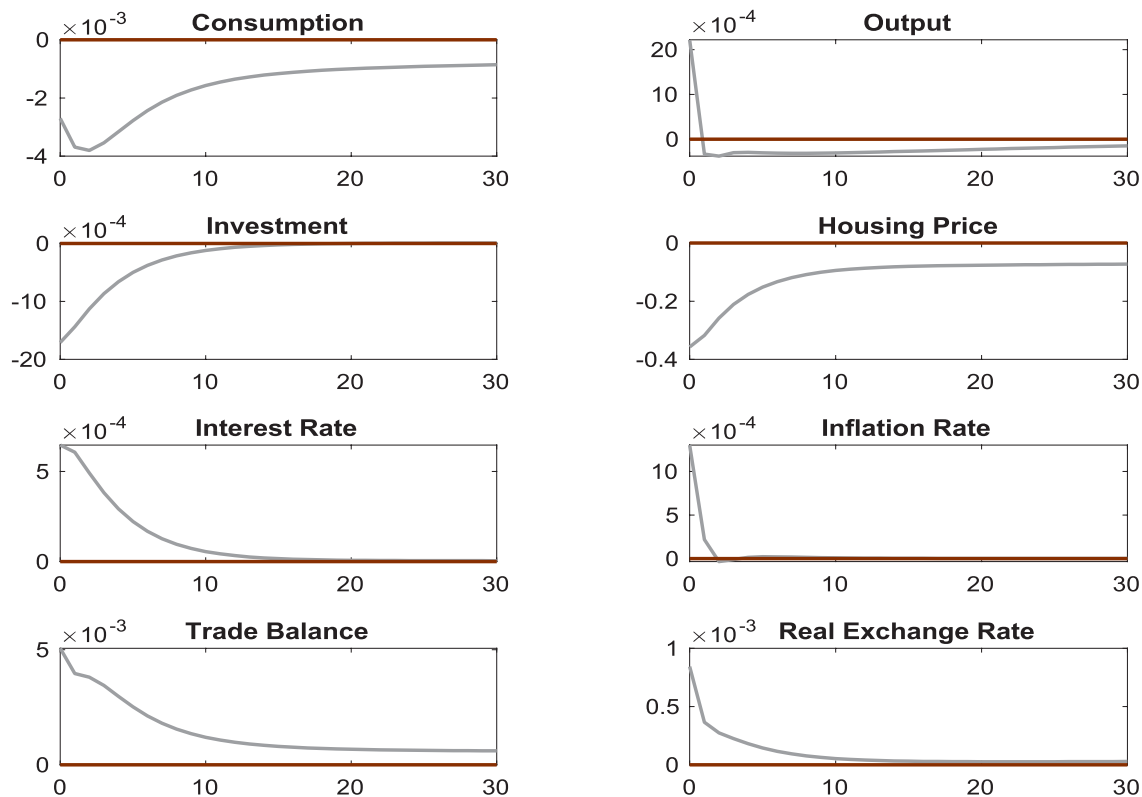 Consumption
×10⁻³
0
-2
-4
0 10 20 30
Output
×10⁻⁴
20
10
0
0 10 20 30
Investment
×10⁻⁴
0
-10
-20
0 10 20 30
Housing Price
0
-0.2
-0.4
0 10 20 30
Interest Rate
×10⁻⁴
5
0
0 10 20 30
Inflation Rate
×10⁻⁴
10
5
0
0 10 20 30
Trade Balance
×10⁻³
5
0
0 10 20 30
Real Exchange Rate
×10⁻³
1
0.5
0
0 10 20 30